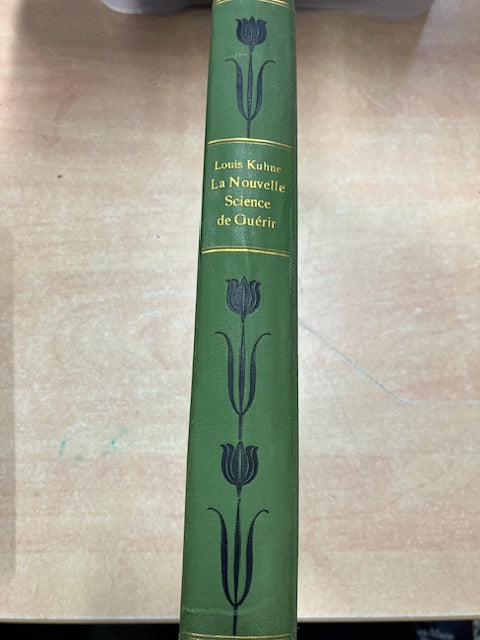 Louis Kuhne
La Nouvelle
Science
de Guérir